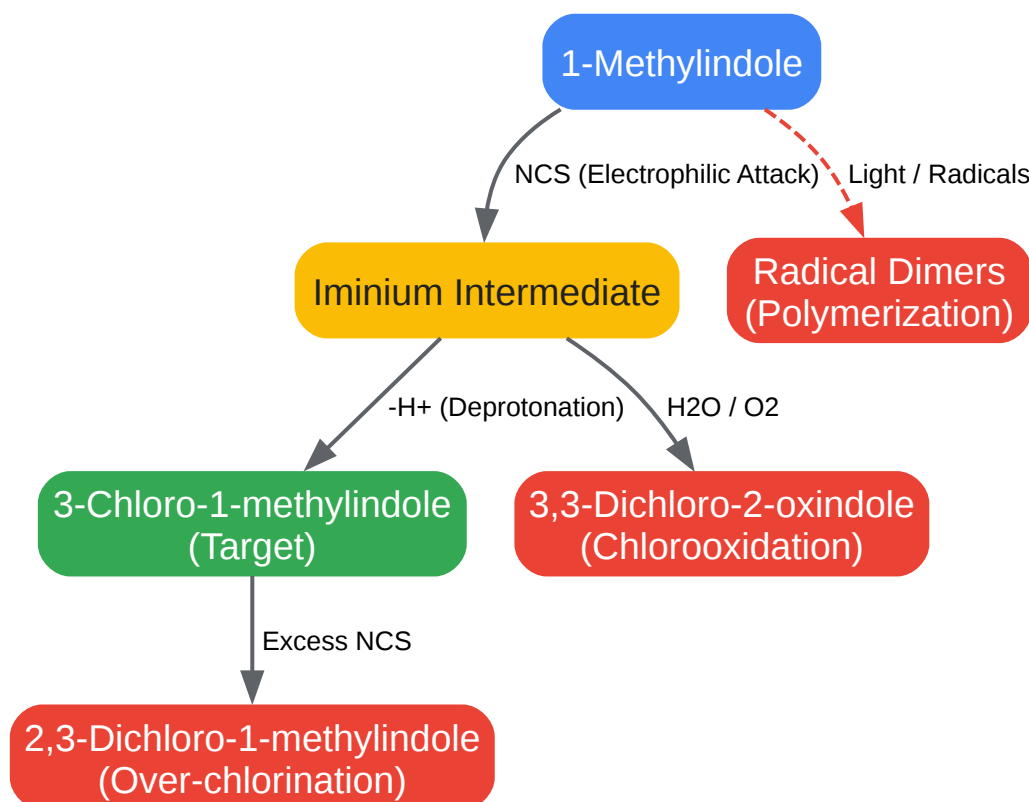 1-Methylindole
NCS (Electrophilic Attack)
Light / Radicals
Iminium Intermediate
Radical Dimers
(Polymerization)
-H+ (Deprotonation)
H2O / O2
3-Chloro-1-methylindole
(Target)
3,3-Dichloro-2-oxindole
(Chlorooxidation)
Excess NCS
2,3-Dichloro-1-methylindole
(Over-chlorination)